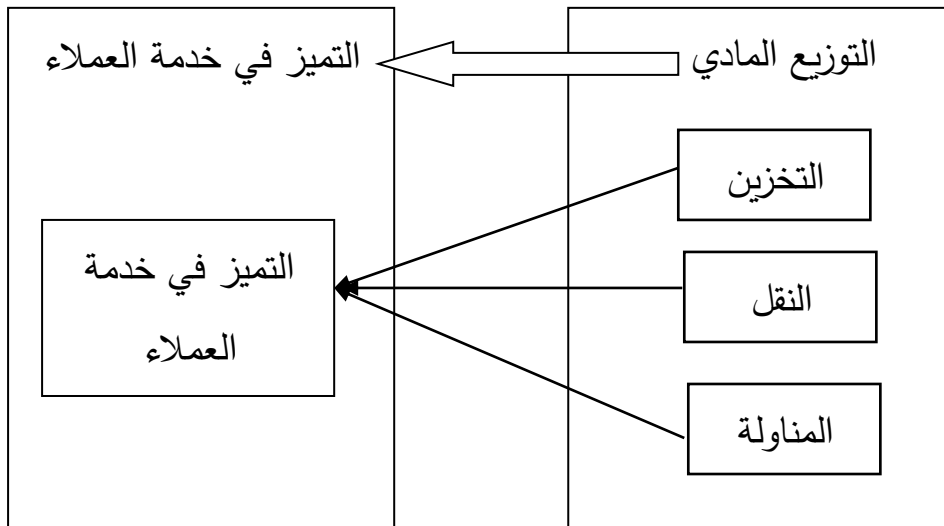 التوزيع المادي
التميز في خدمة العملاء
التخزين
النقل
المناولة
التميز في خدمة
العملاء